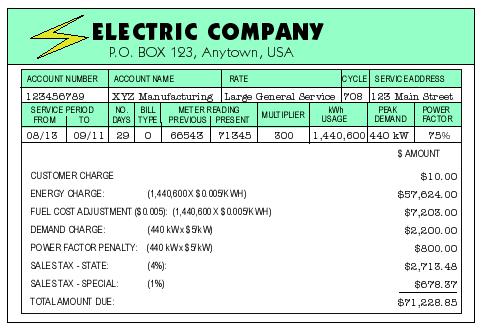 ELECTRIC COMPANY
P.O. BOX 123, Anytown, USA
ACCOUNT NUMBER ACCOUNT NAME RATE CYCLE SERVICE ADDRESS
123456789 XYZ Manufacturing Large General Service 708 123 Main Street
SERVICE PERIOD NO. BILL METER READING MULTIPLIER kWh PEAK POWER
FROM TO DAYS TYPE PREVIOUS PRESENT USAGE DEMAND FACTOR
08/13 09/11 29 0 66543 71345 300 1,440,600 440 kW 75%
$ AMOUNT
CUSTOMER CHARGE $10.00
ENERGY CHARGE: (1,440,600 X $0.005/KWH) $57,624.00
FUEL COST ADJUSTMENT ($0.005): (1,440,600 X $0.005/KWH) $7,203.00
DEMAND CHARGE: (440 kW x $5/kW) $2,200.00
POWER FACTOR PENALTY: (440 kW x $5/kW) $800.00
SALES TAX - STATE: (4%): $2,713.48
SALES TAX - SPECIAL: (1%) $678.37
TOTAL AMOUNT DUE: $71,228.85